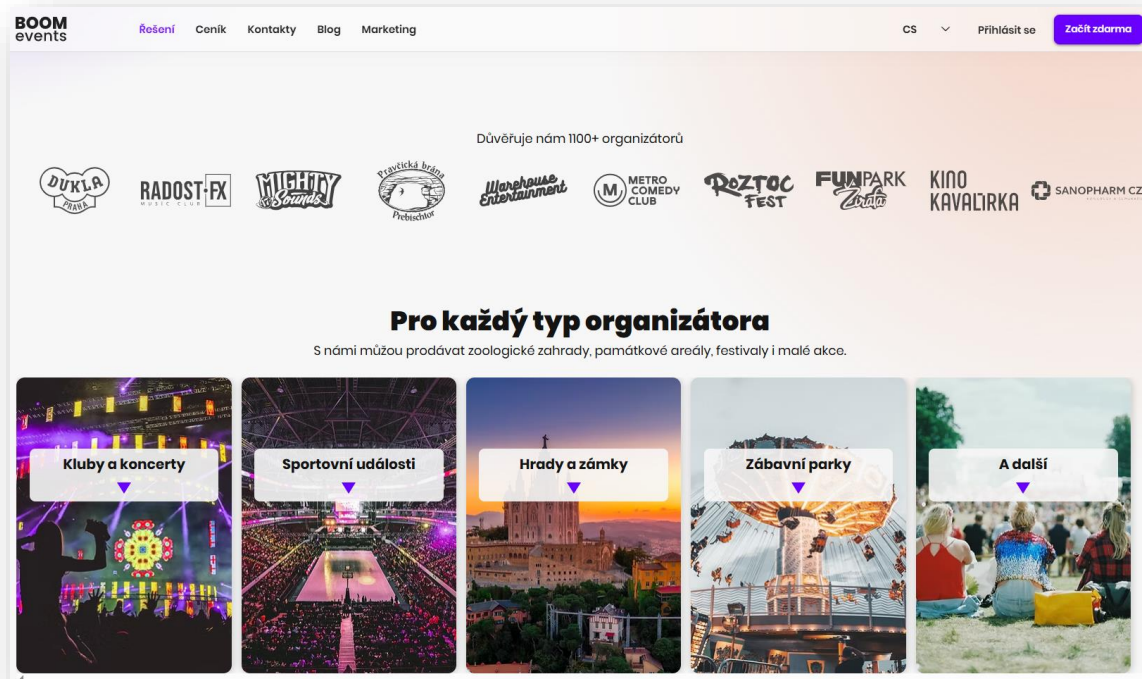 BOOM
events
Řešení
Ceník
Kontakty
Blog
Marketing
CS
Přihlásit se
Začít zdarma
Důvěřuje nám 1100+ organizátorů
DUKLA
PRAHA
RADOST-FX
MUSIC CLUB
MIGHTY
Sounds
Pravčická brána
Prebischtor
Warehouse
Entertainment
M
METRO
COMEDY
CLUB
ROZTOC
FEST
FUNPARK
Žirafa
KINO
KAVALÍRKA
SANOPHARM CZ
Pro každý typ organizátora
S námi můžou prodávat zoologické zahrady, památkové areály, festivaly i malé akce.
Kluby a koncerty
Sportovní události
Hrady a zámky
Zábavní parky
A další